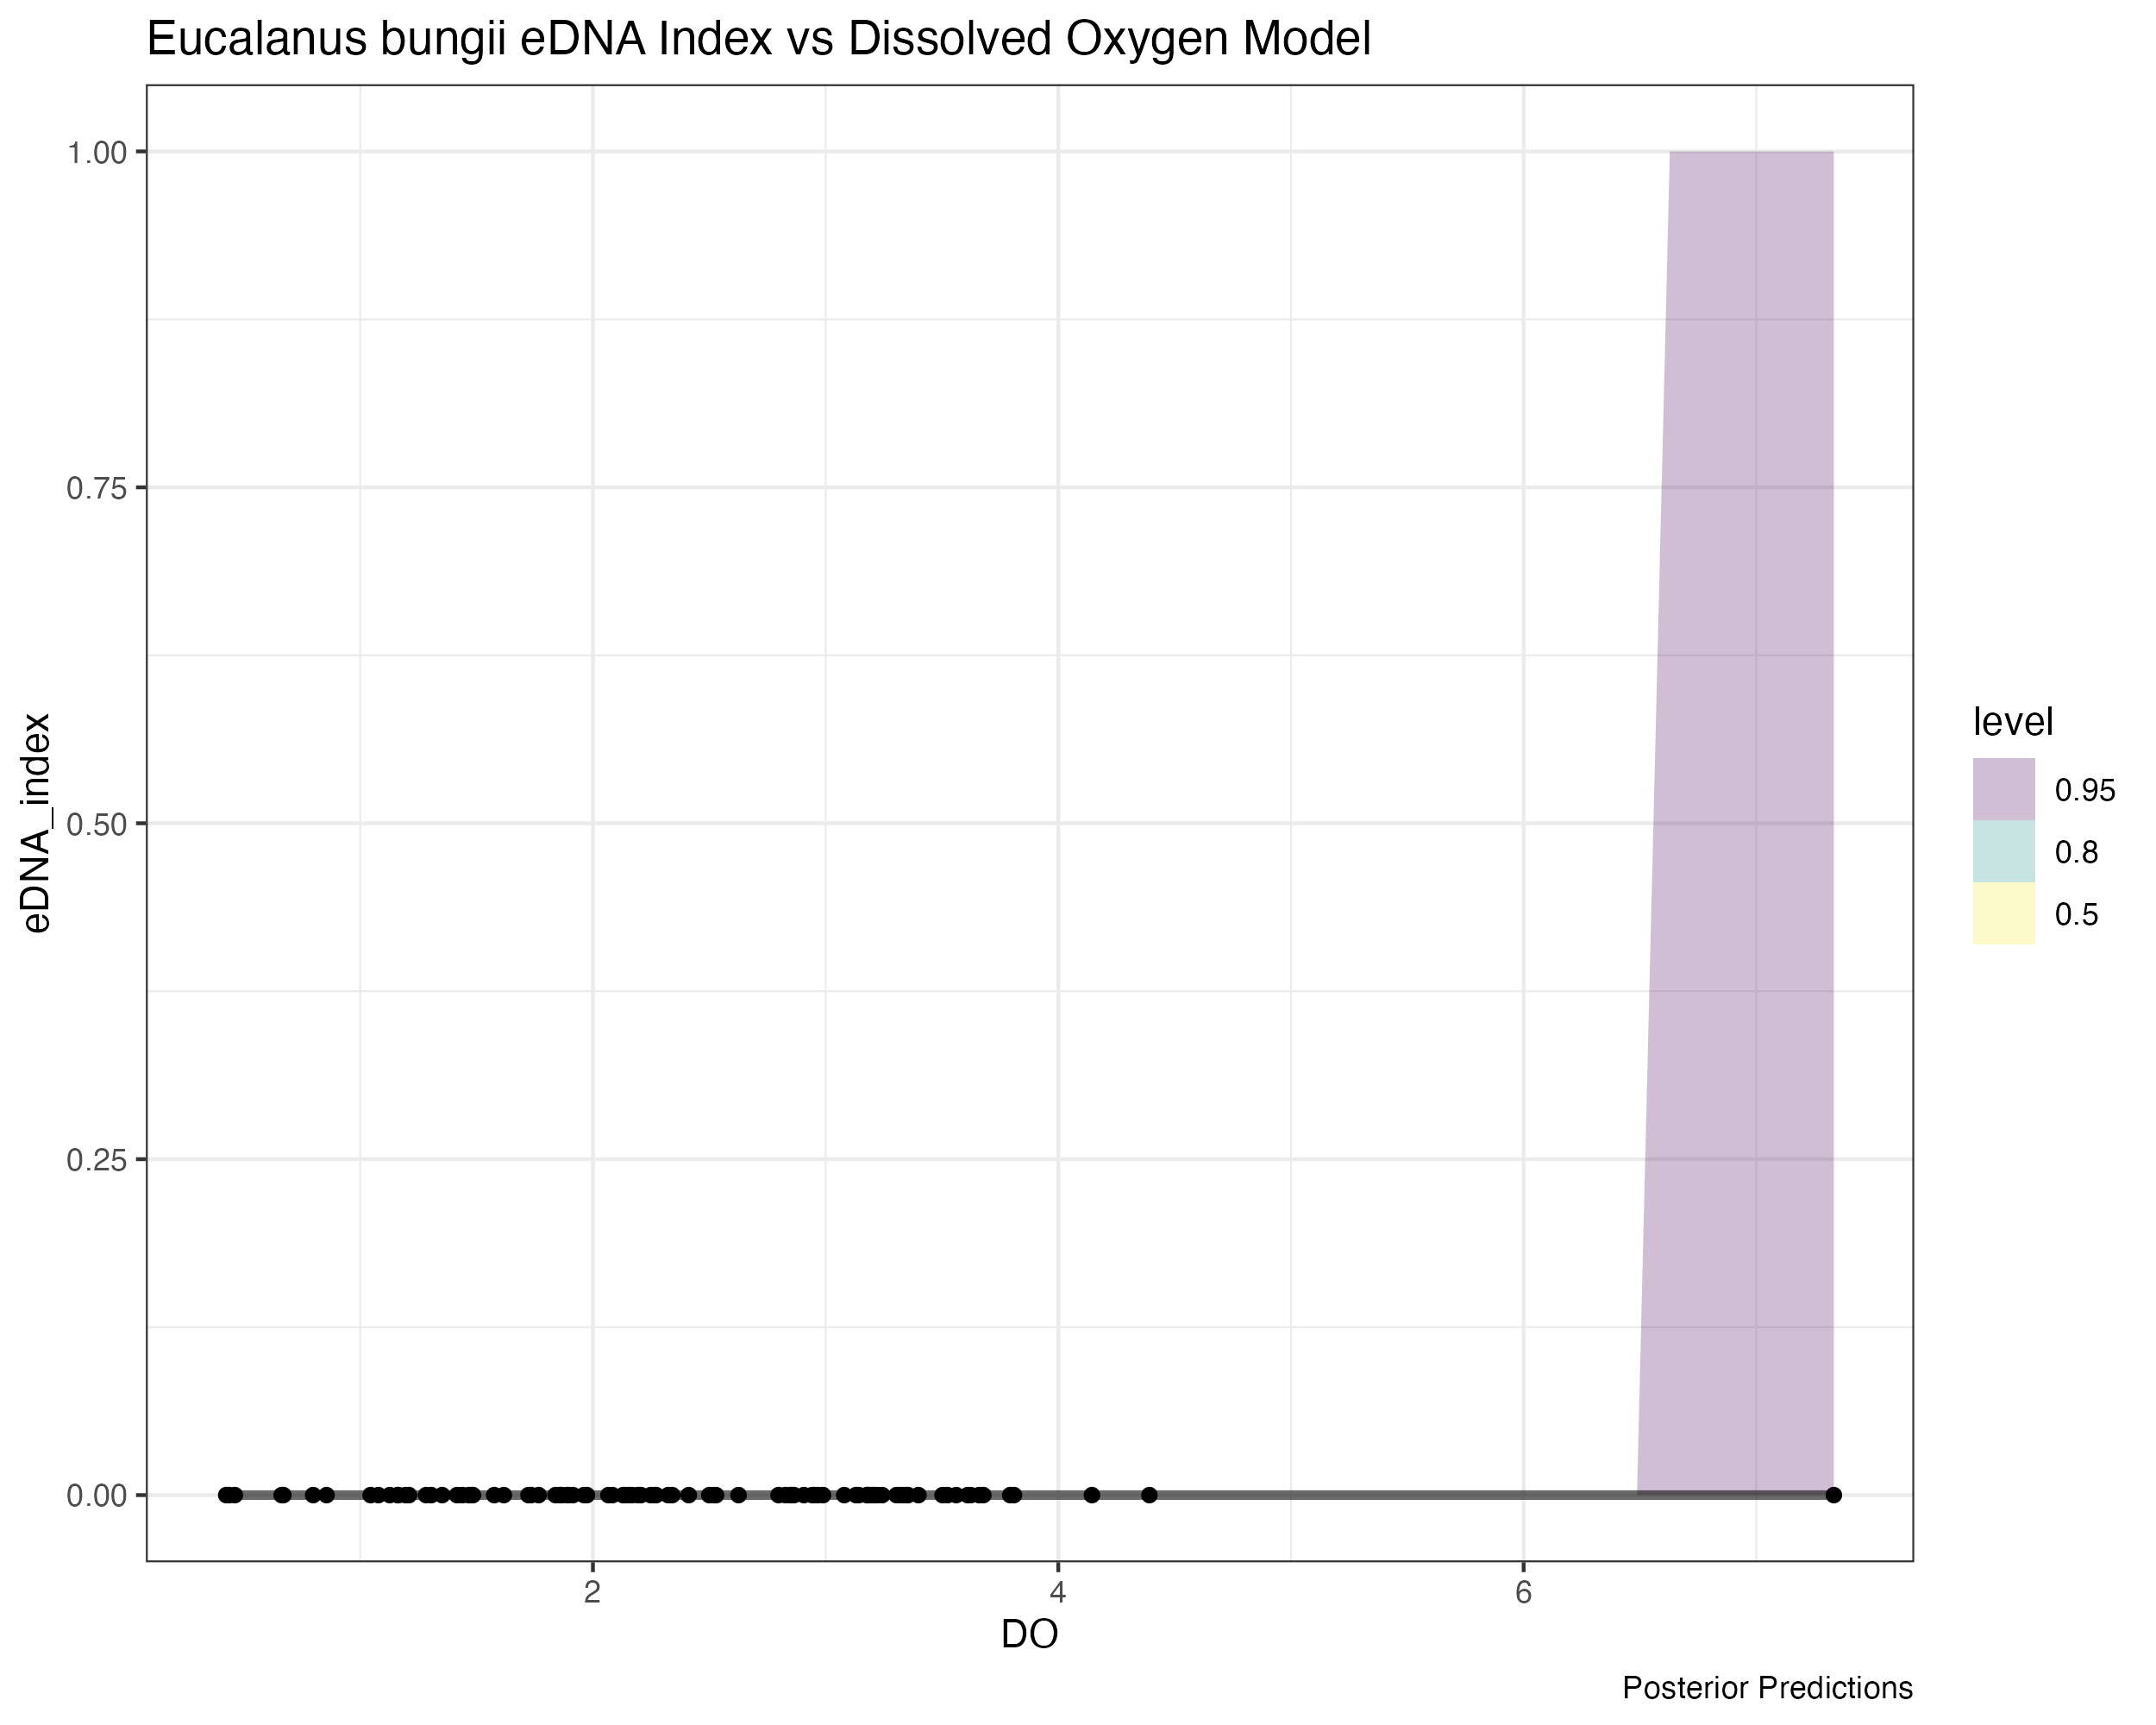 Eucalanus bungii eDNA Index vs Dissolved Oxygen Model
1.00
0.75
0.50
0.25
0.00
eDNA_index
2
4
6
DO
level
0.95
0.8
0.5
Posterior Predictions